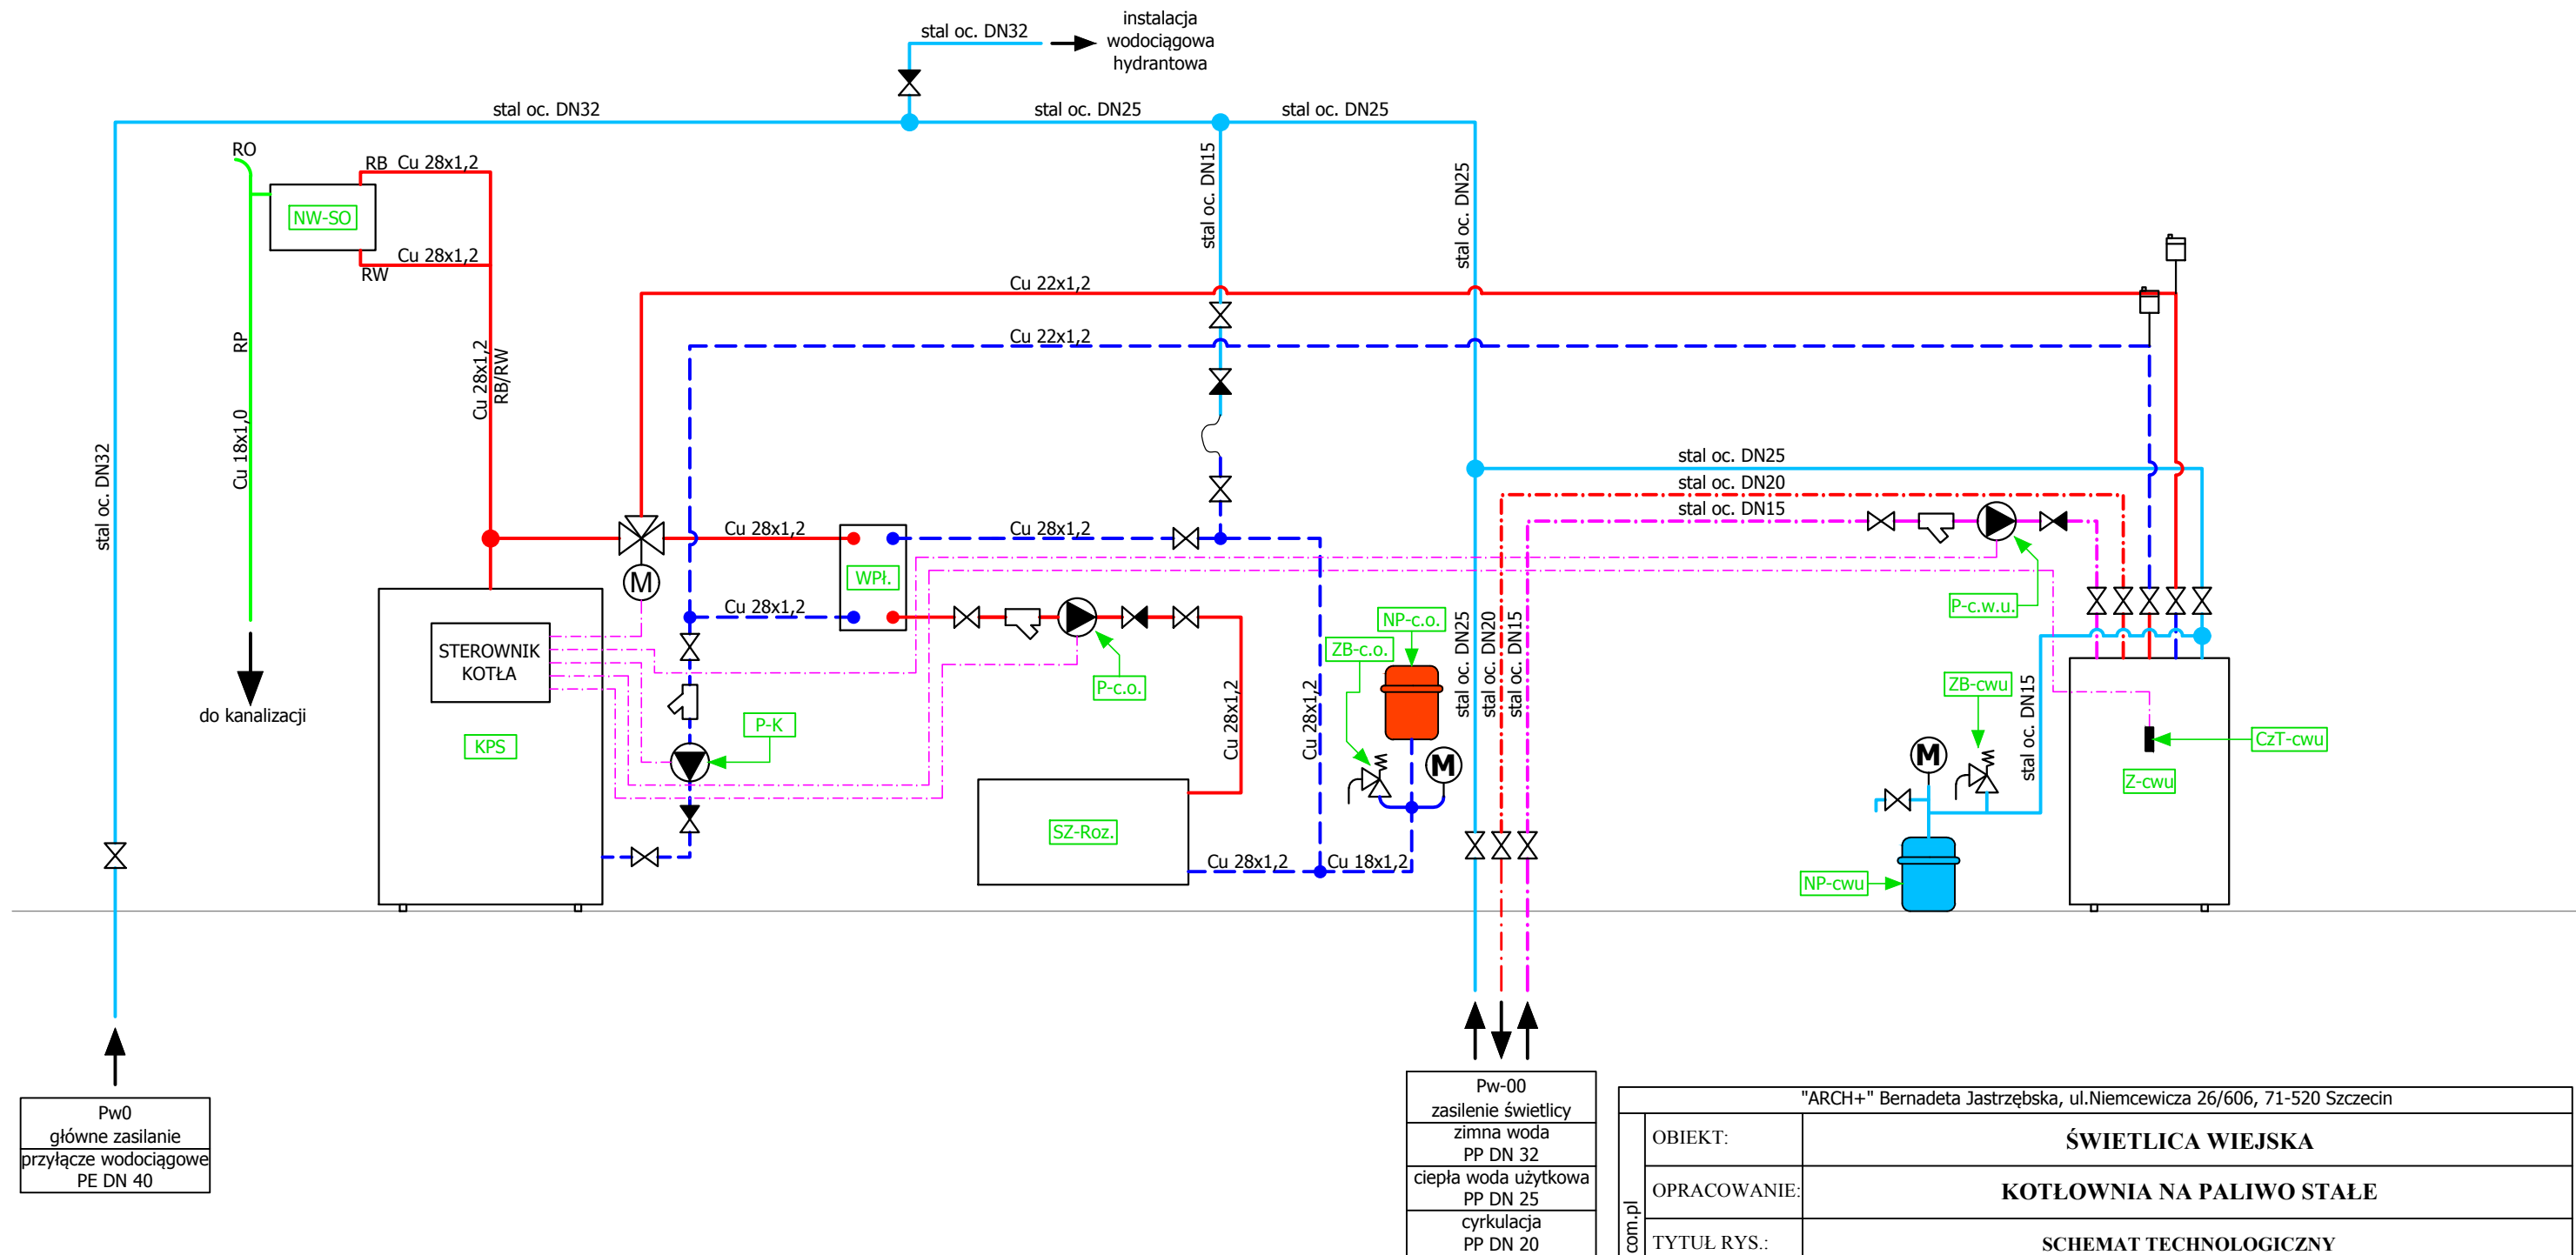 instalacja
wodociągowa
hydrantowa
stal oc. DN32
stal oc. DN32
stal oc. DN25
stal oc. DN25
RO
RB Cu 28x1,2
NW-SO
Cu 28x1,2
RW
stal oc. DN15
stal oc. DN25
Cu 22x1,2
Cu 22x1,2
RP
Cu 28x1,2
RB/RW
Cu 18x1,0
stal oc. DN32
stal oc. DN25
stal oc. DN20
stal oc. DN15
Cu 28x1,2
Cu 28x1,2
WPł.
M
Cu 28x1,2
STEROWNIK
KOTŁA
P-c.o.
P-K
KPS
do kanalizacji
NP-c.o.
ZB-c.o.
M
Cu 28x1,2
Cu 28x1,2
stal oc. DN25
stal oc. DN20
stal oc. DN15
P-c.w.u.
ZB-cwu
stal oc. DN15
M
CzT-cwu
Z-cwu
SZ-Roz.
Cu 28x1,2
Cu 18x1,2
NP-cwu
Pw0
główne zasilanie
przyłącze wodociągowe
PE DN 40
Pw-00
zasilenie świetlicy
zimna woda
PP DN 32
ciepła woda użytkowa
PP DN 25
cyrkulacja
PP DN 20
"ARCH+" Bernadeta Jastrzębska, ul.Niemcewicza 26/606, 71-520 Szczecin
com.pl
OBIEKT:
ŚWIETLICA WIEJSKA
OPRACOWANIE:
KOTŁOWNIA NA PALIWO STAŁE
TYTUŁ RYS.:
SCHEMAT TECHNOLOGICZNY